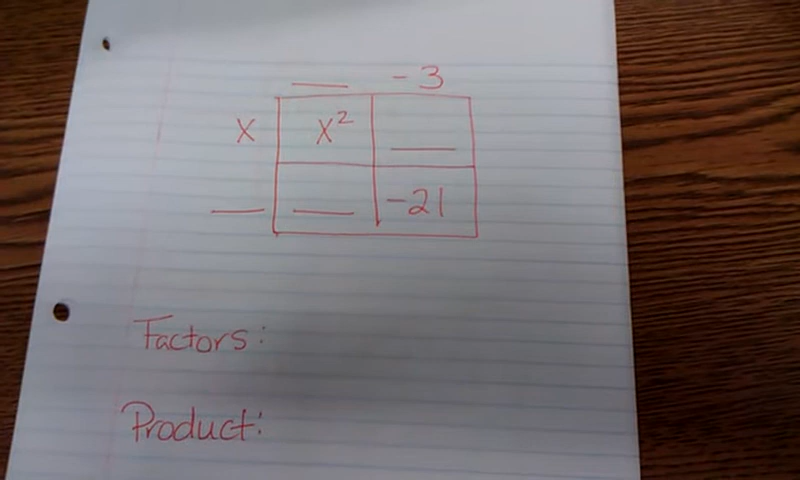 ___ -3
X X² ___
___ ___ -21
Factors:
Product: